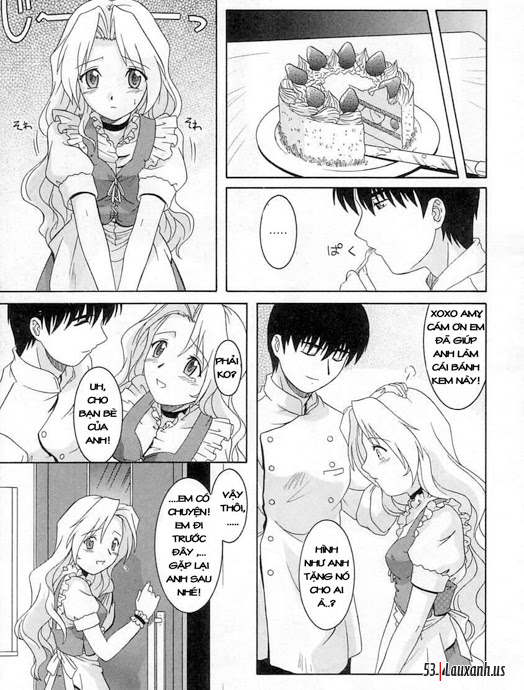 じーーっ
そわ
そわ
.....
ぱく
XOXO AMY,
CÁM ƠN EM
ĐÃ GIÚP
ANH LÀM
CÁI BÁNH
KEM NÀY!
HÌNH
NHƯ ANH
TẶNG NÓ
CHO AI
Â..?
PHẢI
KO?
UH,
CHO
BẠN BÈ
CỦA
ANH!
VẬY
THÔI,
.....
....EM CÓ
CHUYỆN!
EM ĐI
TRƯỚC
ĐÂY ,...
GẶP LẠI
ANH SAU
NHÉ!
53.|Lauxanh.us